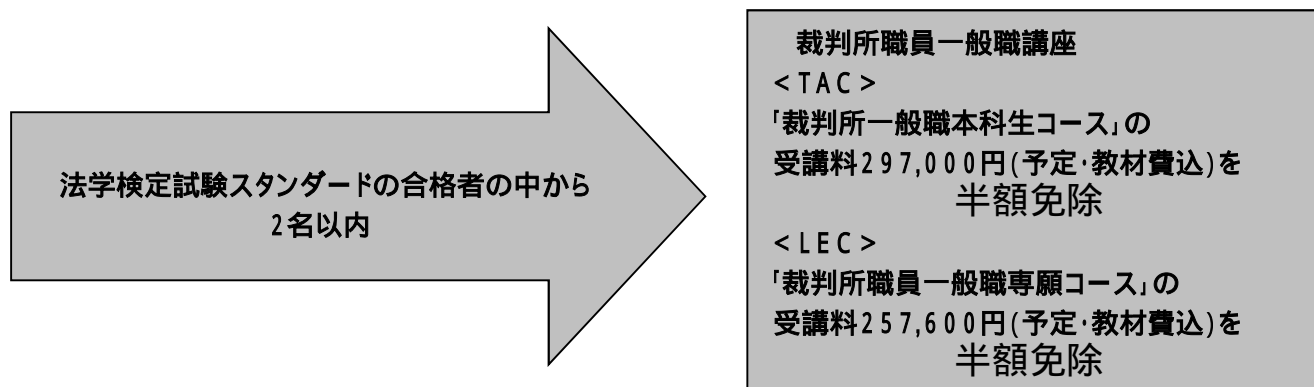 法学検定試験スタンダードの合格者の中から
2名以内
裁判所職員一般職講座
<TAC>
「裁判所一般職本科生コース」の
受講料297,000円(予定・教材費込)を
半額免除
<LEC>
「裁判所職員一般職専願コース」の
受講料257,600円(予定・教材費込)を
半額免除